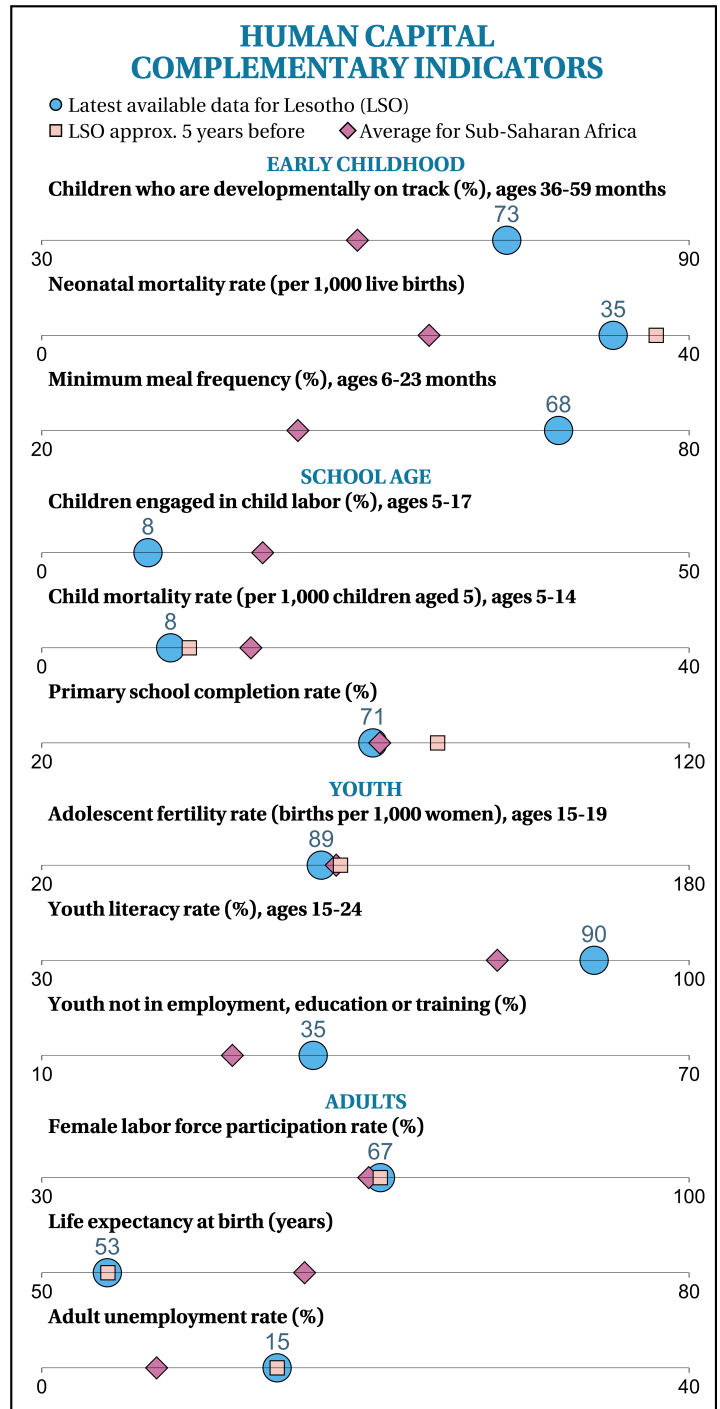 HUMAN CAPITAL
COMPLEMENTARY INDICATORS
Latest available data for Lesotho (LSO)
LSO approx. 5 years before Average for Sub-Saharan Africa
EARLY CHILDHOOD
Children who are developmentally on track (%), ages 36-59 months
73
30 90
Neonatal mortality rate (per 1,000 live births)
35
0 40
Minimum meal frequency (%), ages 6-23 months
68
20 80
SCHOOL AGE
Children engaged in child labor (%), ages 5-17
8
0 50
Child mortality rate (per 1,000 children aged 5), ages 5-14
8
0 40
Primary school completion rate (%)
71
20 120
YOUTH
Adolescent fertility rate (births per 1,000 women), ages 15-19
89
20 180
Youth literacy rate (%), ages 15-24
90
30 100
Youth not in employment, education or training (%)
35
10 70
ADULTS
Female labor force participation rate (%)
67
30 100
Life expectancy at birth (years)
53
50 80
Adult unemployment rate (%)
15
0 40